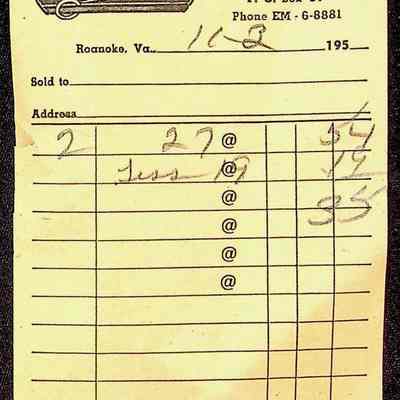 Phone EM - 6-8881
Roanoke, Va. 11-2 195
Sold to
Address
2 27 @ 54
Less 19 @ 19
@ 35
@
@
@